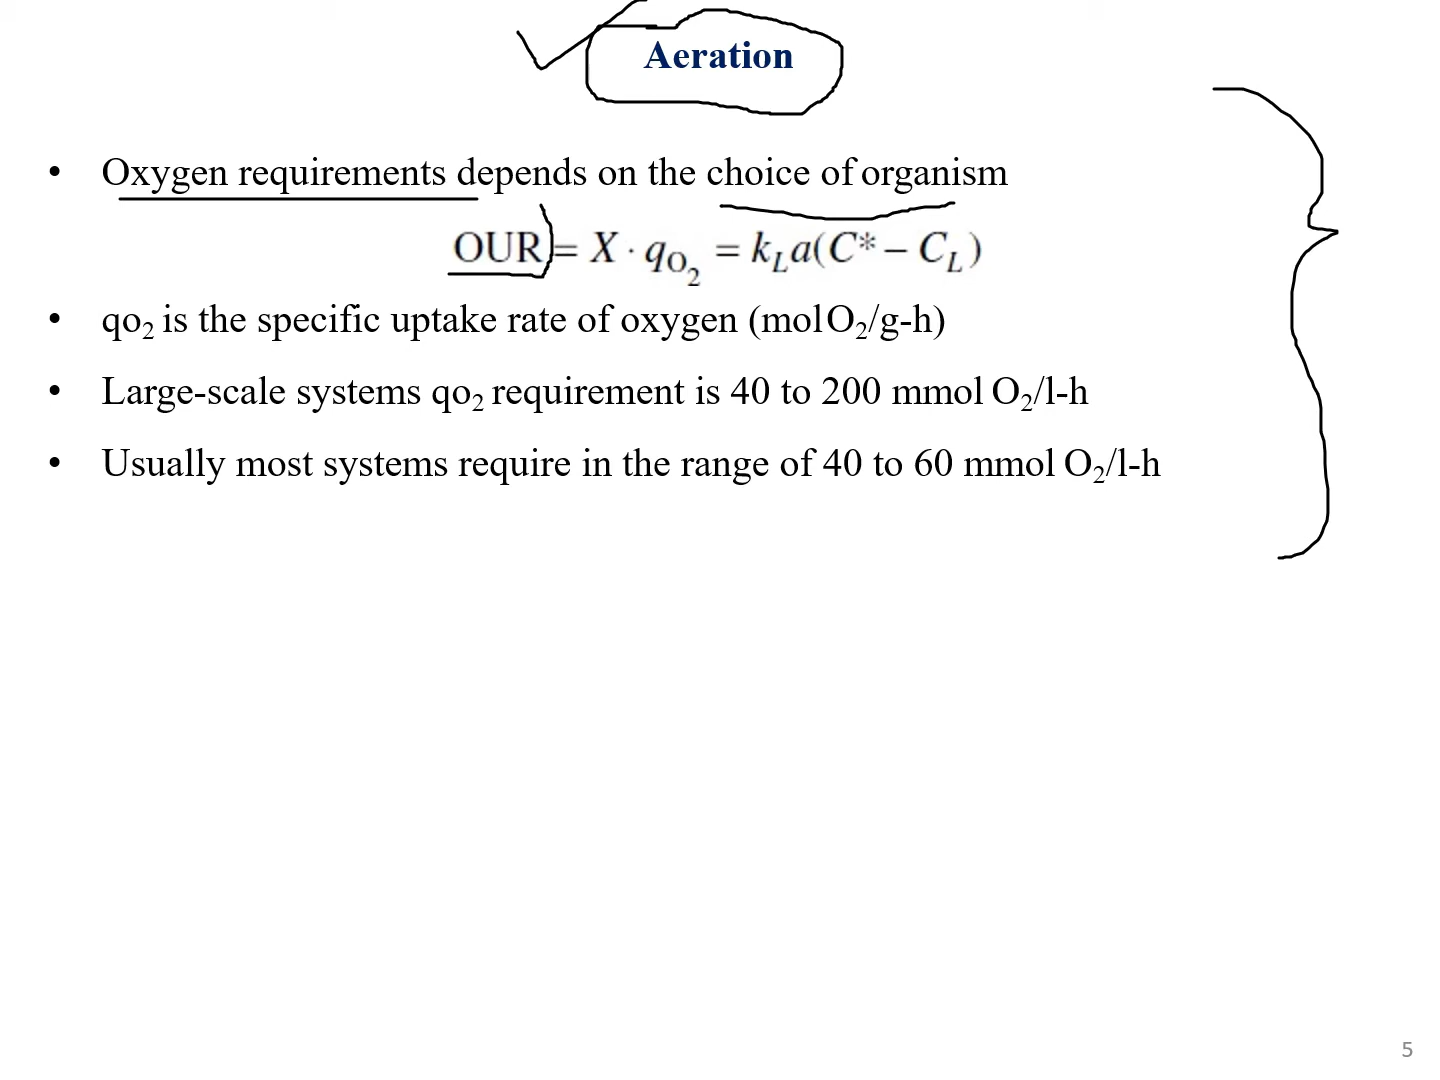 Aeration
• Oxygen requirements depends on the choice of organism
OUR = X · qO₂ = k_L a(C* – C_L)
• qo₂ is the specific uptake rate of oxygen (mol O₂/g-h)
• Large-scale systems qo₂ requirement is 40 to 200 mmol O₂/l-h
• Usually most systems require in the range of 40 to 60 mmol O₂/l-h
5